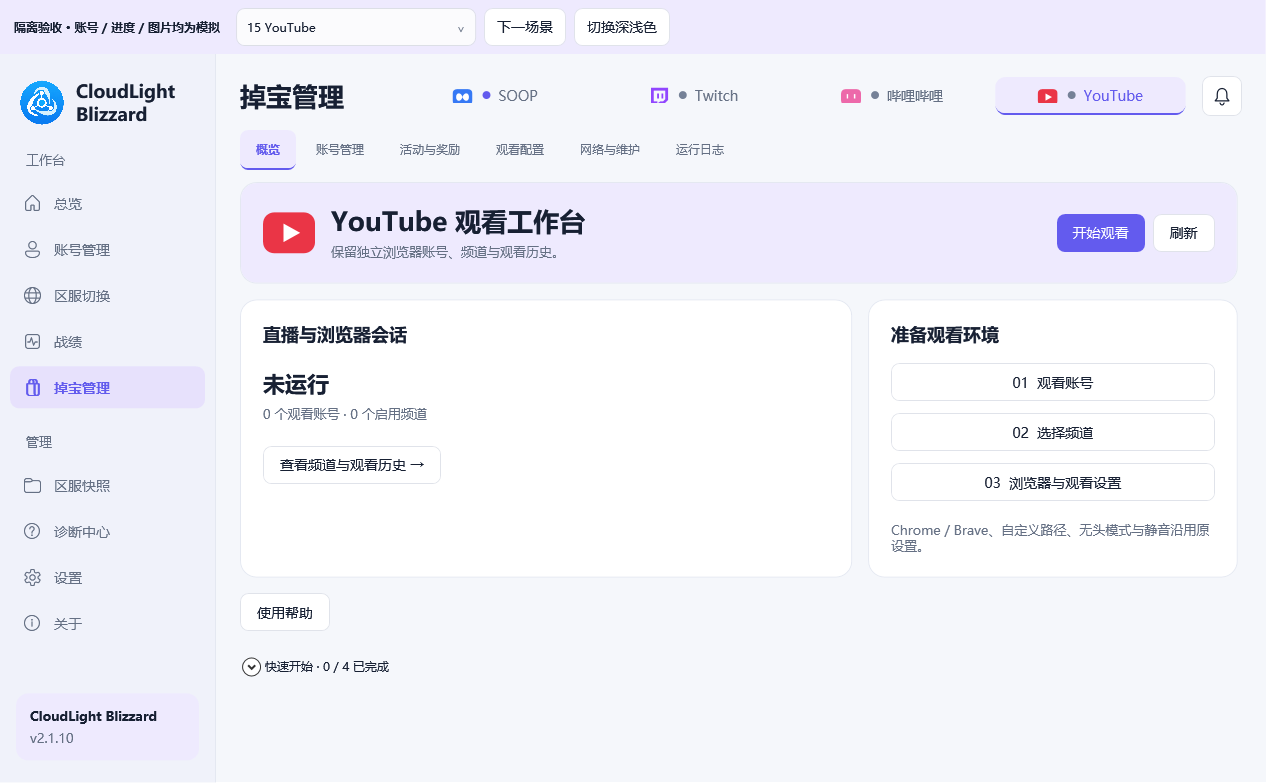 隔离验收 • 账号 / 进度 / 图片均为模拟
15 YouTube
下一场景
切换深浅色
CloudLight
Blizzard
工作台
总览
账号管理
区服切换
战绩
掉宝管理
管理
区服快照
诊断中心
设置
关于
CloudLight Blizzard
v2.1.10
掉宝管理
SOOP
Twitch
哔哩哔哩
YouTube
概览
账号管理
活动与奖励
观看配置
网络与维护
运行日志
YouTube 观看工作台
保留独立浏览器账号、频道与观看历史。
开始观看
刷新
直播与浏览器会话
未运行
0 个观看账号 · 0 个启用频道
查看频道与观看历史 →
准备观看环境
01 观看账号
02 选择频道
03 浏览器与观看设置
Chrome / Brave、自定义路径、无头模式与静音沿用原
设置。
使用帮助
快速开始 · 0 / 4 已完成